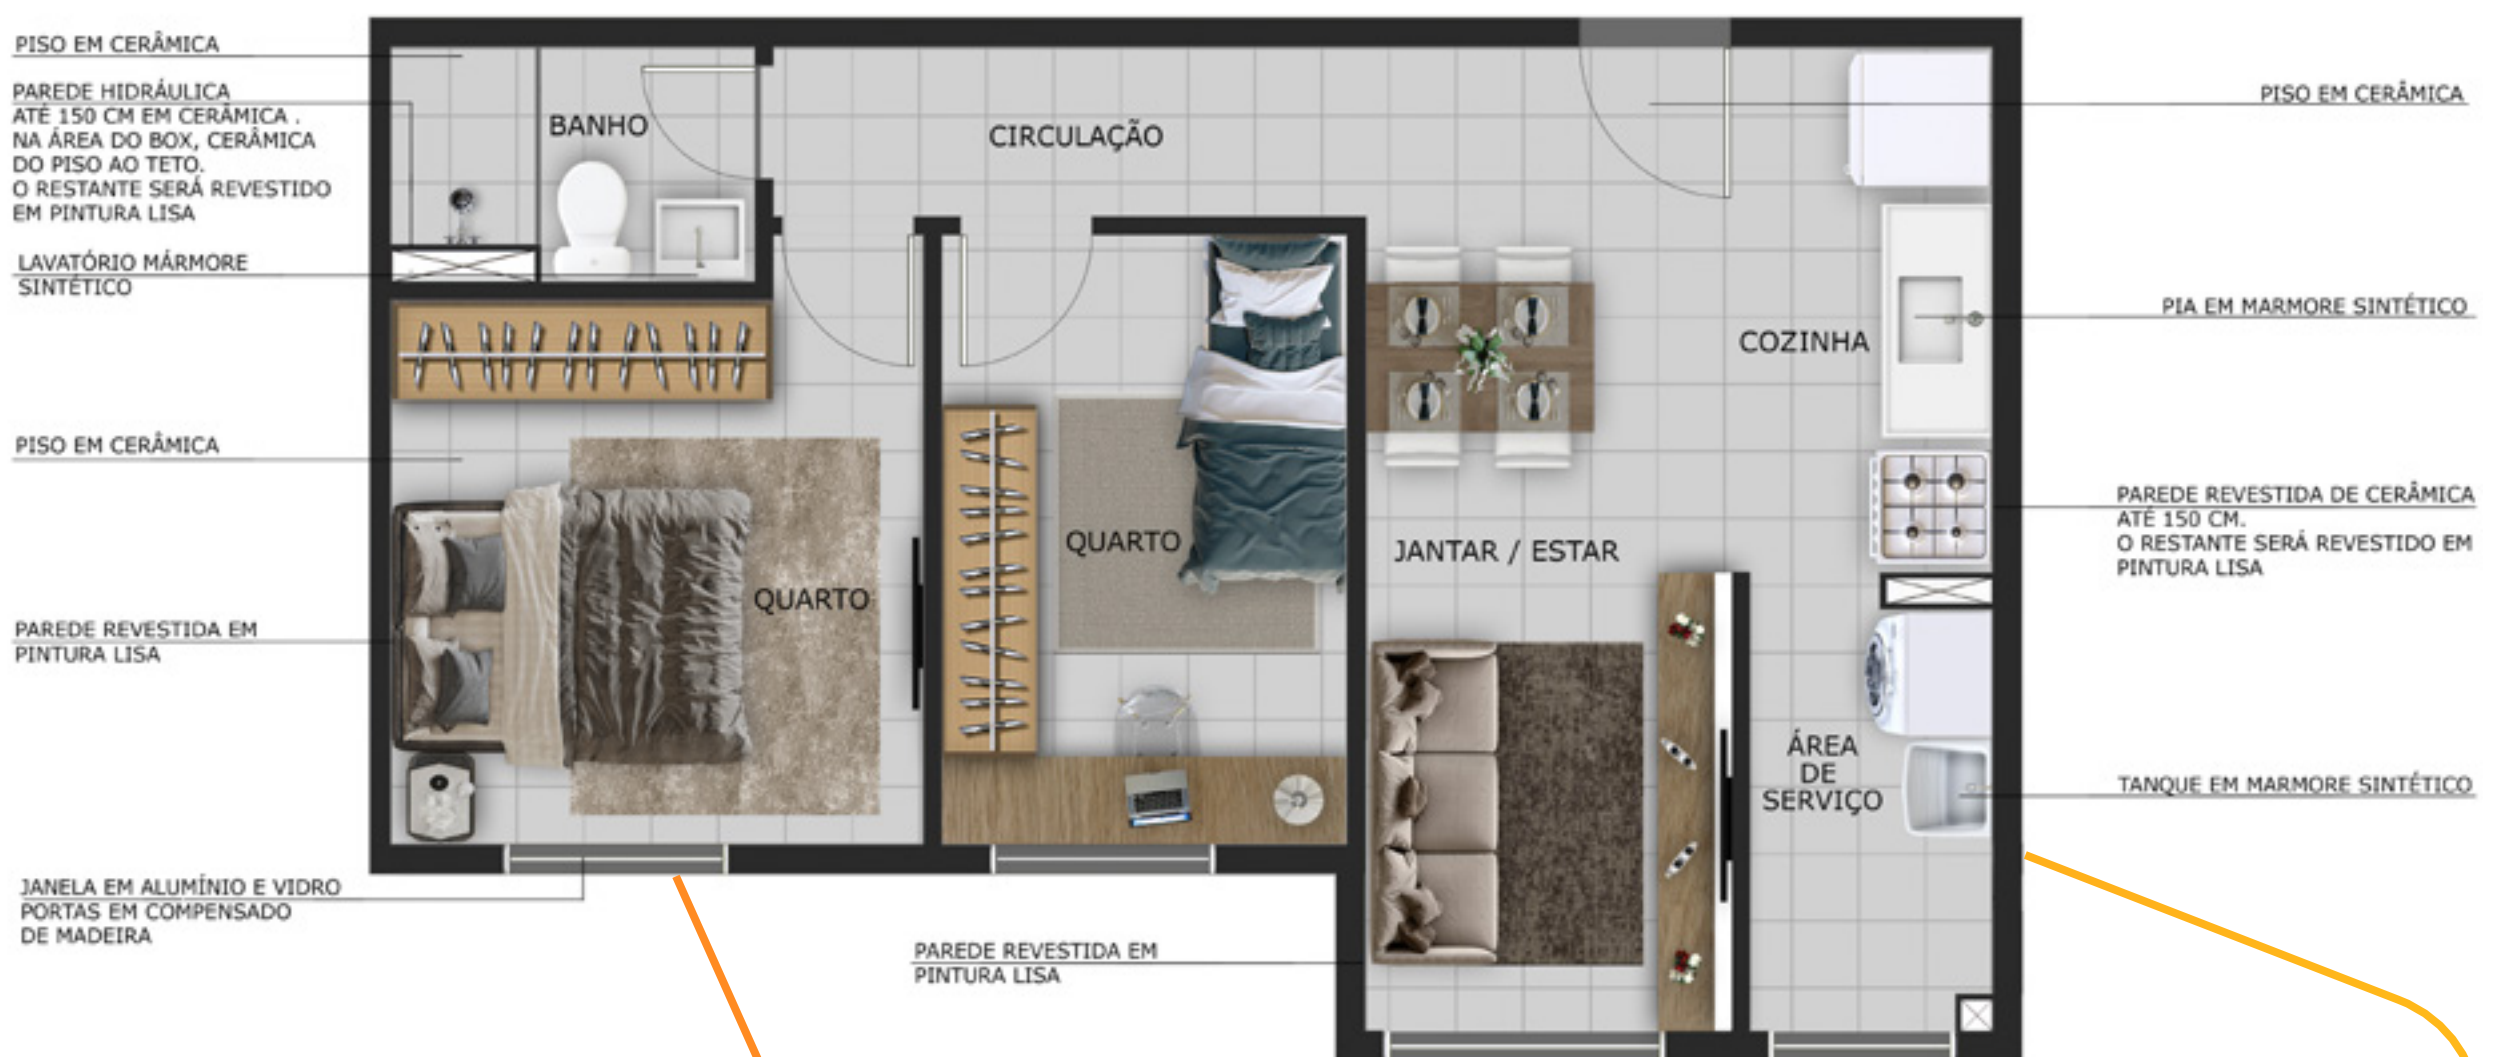 PISO EM CERÂMICA
PAREDE HIDRÁULICA
ATÉ 150 CM EM CERÂMICA .
NA ÁREA DO BOX, CERÂMICA
DO PISO AO TETO.
O RESTANTE SERÁ REVESTIDO
EM PINTURA LISA
LAVATÓRIO MÁRMORE
SINTÉTICO
PISO EM CERÂMICA
PAREDE REVESTIDA EM
PINTURA LISA
JANELA EM ALUMÍNIO E VIDRO
PORTAS EM COMPENSADO
DE MADEIRA
BANHO
CIRCULAÇÃO
QUARTO
QUARTO
JANTAR / ESTAR
COZINHA
ÁREA
DE
SERVIÇO
PAREDE REVESTIDA EM
PINTURA LISA
PISO EM CERÂMICA
PIA EM MARMORE SINTÉTICO
PAREDE REVESTIDA DE CERÂMICA
ATÉ 150 CM.
O RESTANTE SERÁ REVESTIDO EM
PINTURA LISA
TANQUE EM MARMORE SINTÉTICO